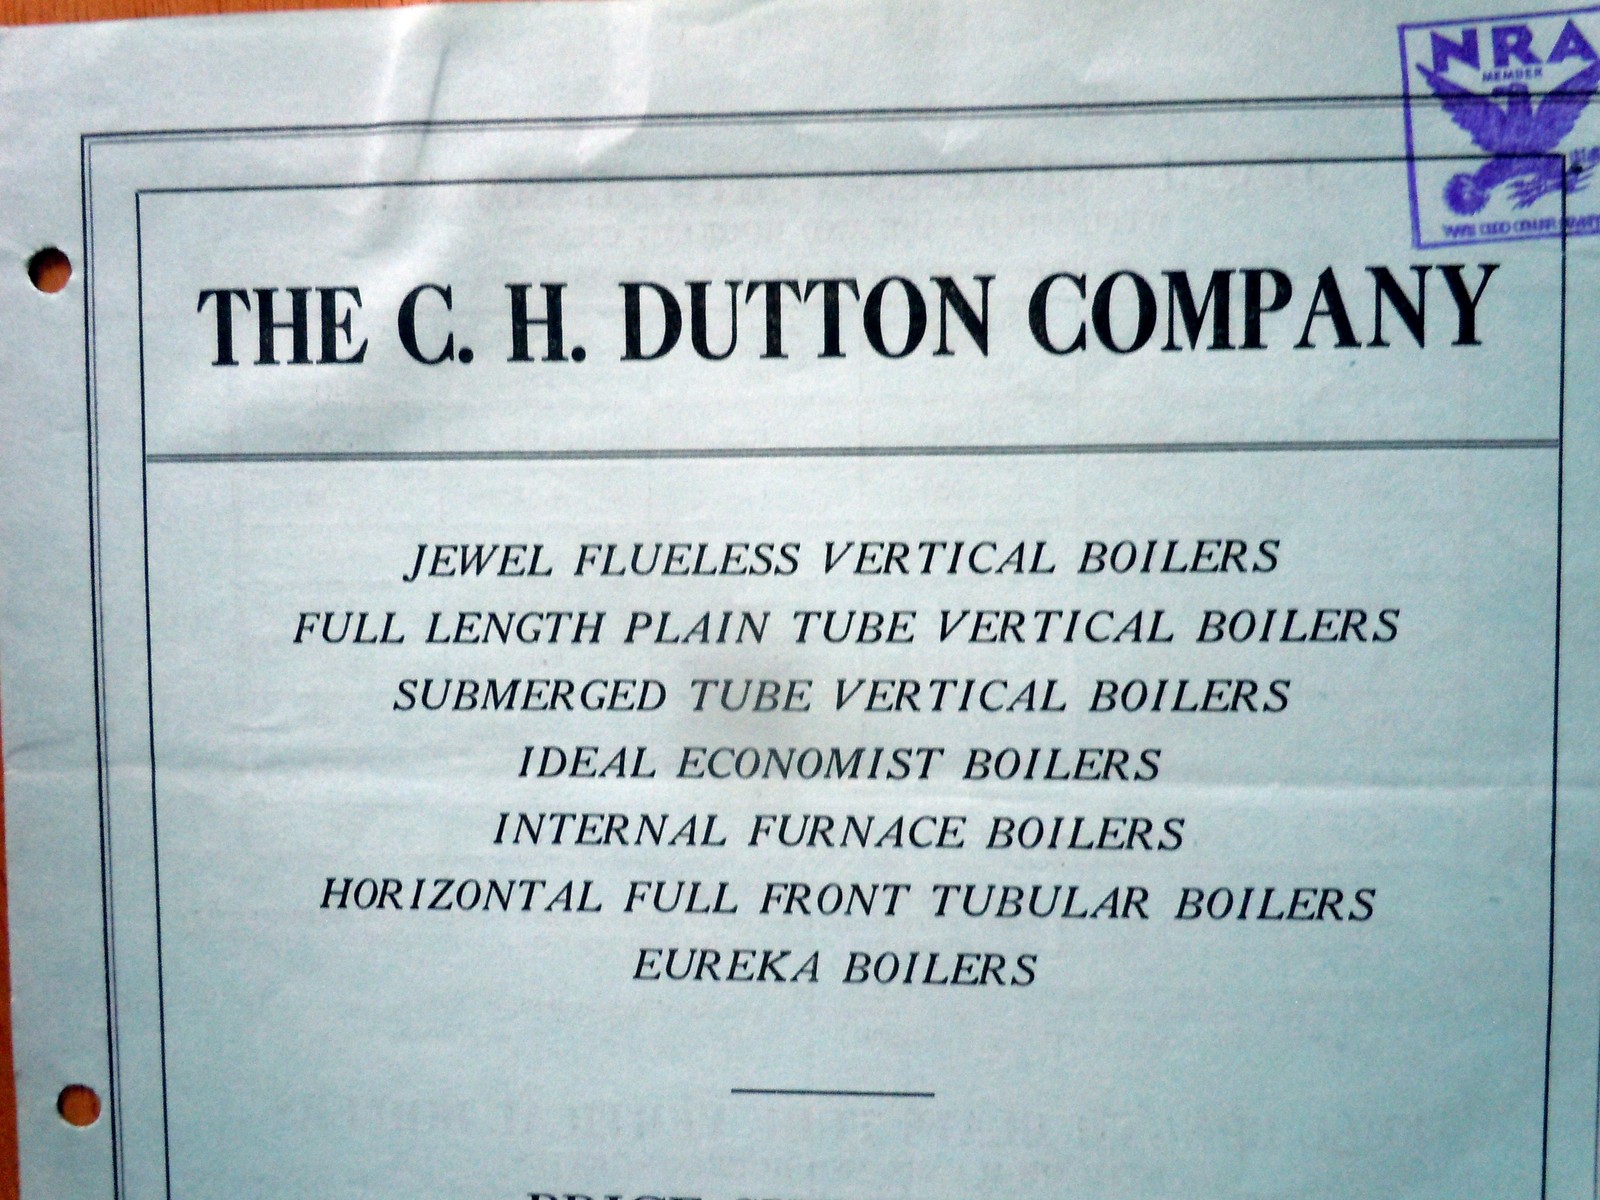 NRA
MEMBER
THE C. H. DUTTON COMPANY
JEWEL FLUELESS VERTICAL BOILERS
FULL LENGTH PLAIN TUBE VERTICAL BOILERS
SUBMERGED TUBE VERTICAL BOILERS
IDEAL ECONOMIST BOILERS
INTERNAL FURNACE BOILERS
HORIZONTAL FULL FRONT TUBULAR BOILERS
EUREKA BOILERS